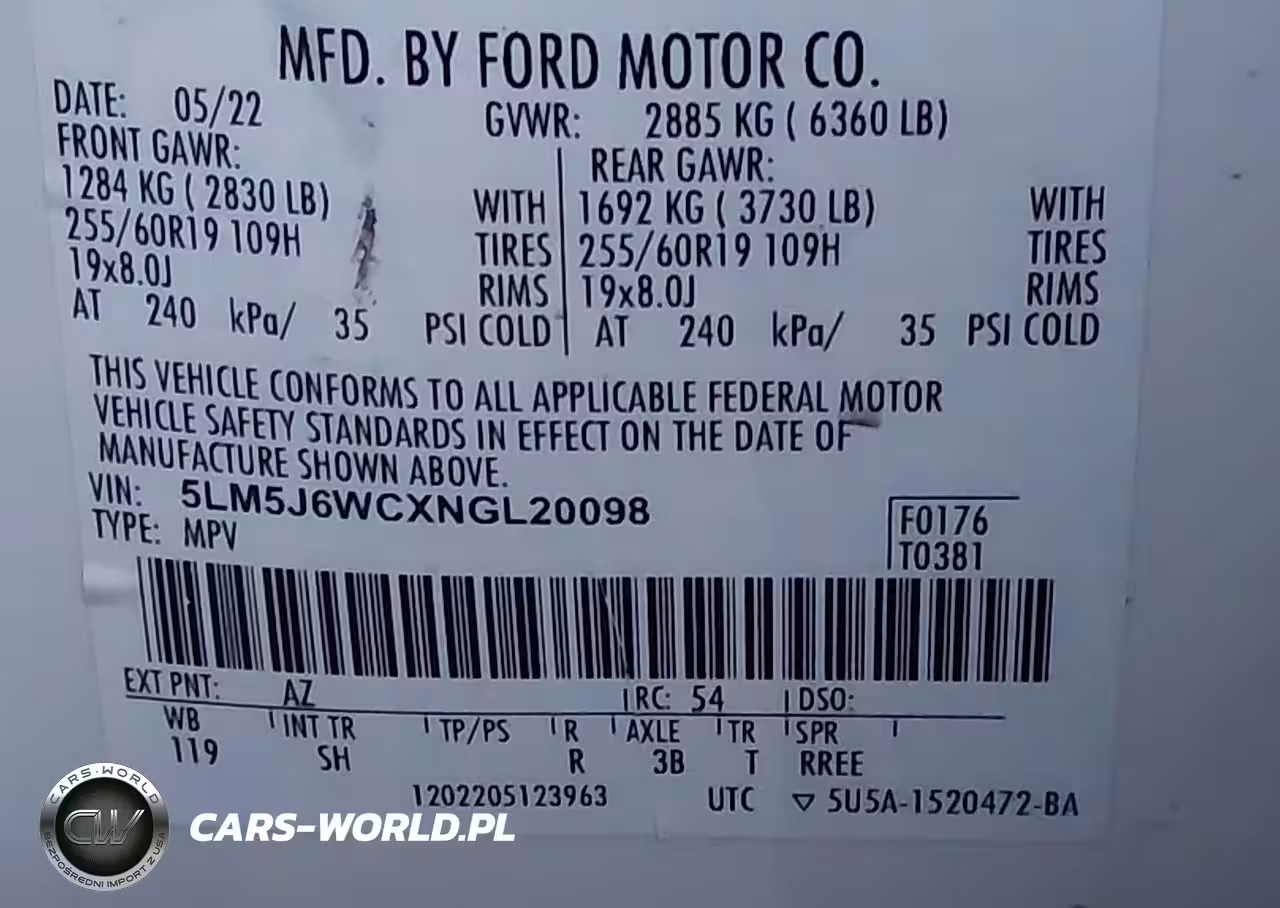 MFD. BY FORD MOTOR CO.
DATE: 05/22
GVWR: 2885 KG ( 6360 LB)
FRONT GAWR:
1284 KG ( 2830 LB) WITH
255/60R19 109H TIRES
19x8.0J RIMS
AT 240 kPa/ 35 PSI COLD
REAR GAWR:
1692 KG ( 3730 LB) WITH
255/60R19 109H TIRES
19x8.0J RIMS
AT 240 kPa/ 35 PSI COLD
THIS VEHICLE CONFORMS TO ALL APPLICABLE FEDERAL MOTOR
VEHICLE SAFETY STANDARDS IN EFFECT ON THE DATE OF
MANUFACTURE SHOWN ABOVE.
VIN: 5LM5J6WCXNGL20098
TYPE: MPV
F0176
T0381
EXT PNT: AZ RC: 54 DSO:
WB INT TR TP/PS R AXLE TR SPR
119 SH R 3B T RREE
1202205123963 UTC ▽ 5U5A-1520472-BA
CARS-WORLD
CW
BEZPOŚREDNI IMPORT Z USA
CARS-WORLD.PL